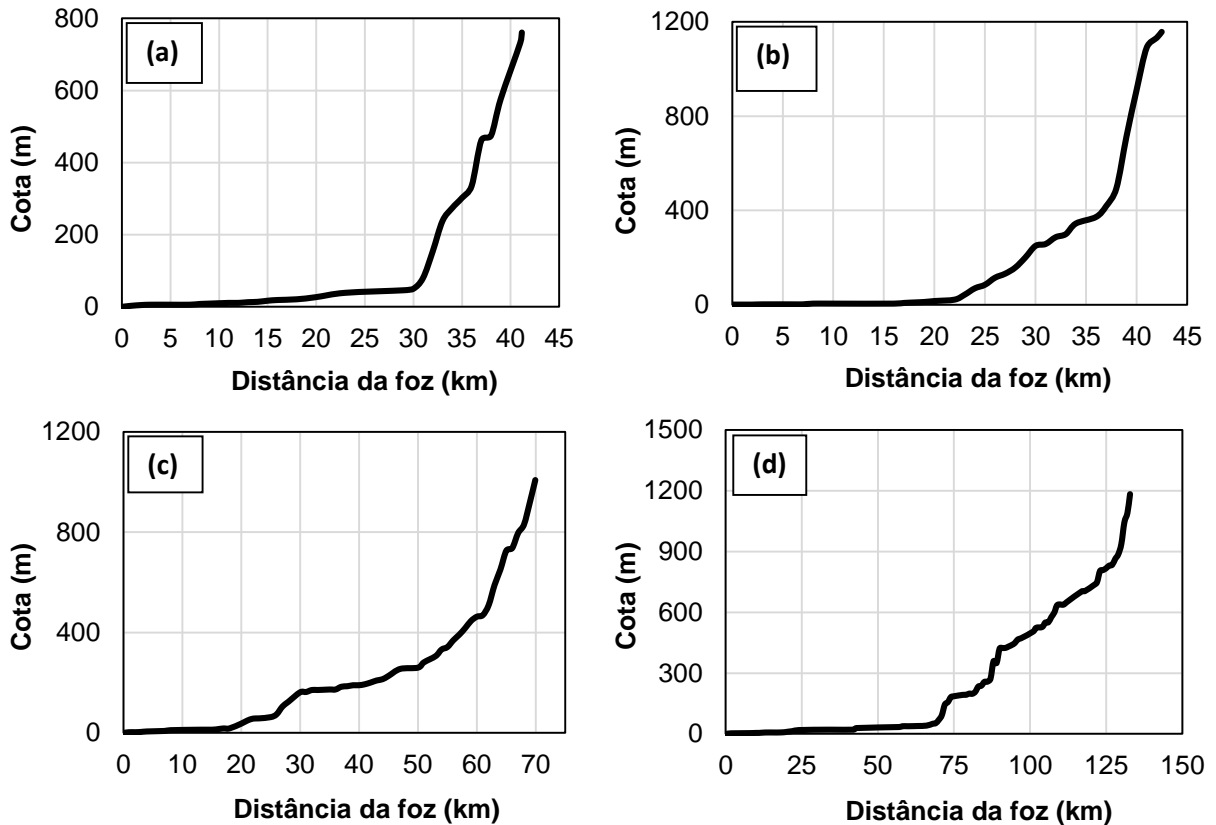 (a)
Cota (m)
800
600
400
200
0
0 5 10 15 20 25 30 35 40 45
Distância da foz (km)
(b)
Cota (m)
1200
800
400
0
0 5 10 15 20 25 30 35 40 45
Distância da foz (km)
(c)
Cota (m)
1200
800
400
0
0 10 20 30 40 50 60 70
Distância da foz (km)
(d)
Cota (m)
1500
1200
900
600
300
0
0 25 50 75 100 125 150
Distância da foz (km)